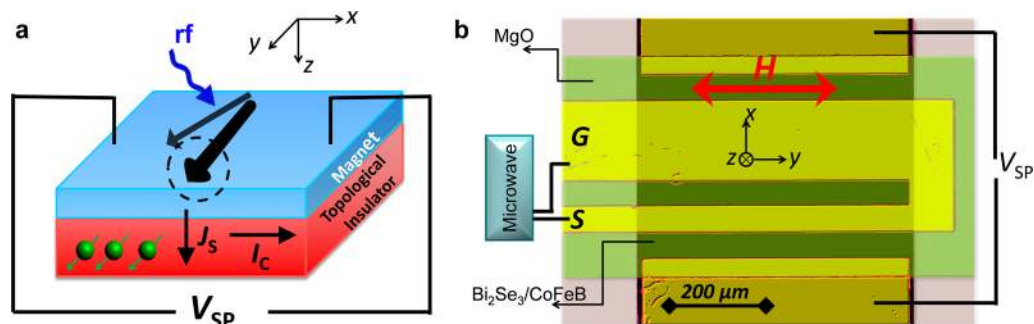 a
rf
x
y
z
Magnet
Topological
Insulator
J_S
I_C
V_SP
b
MgO
H
G
x
z
y
Microwave
S
V_SP
Bi₂Se₃/CoFeB
200 µm